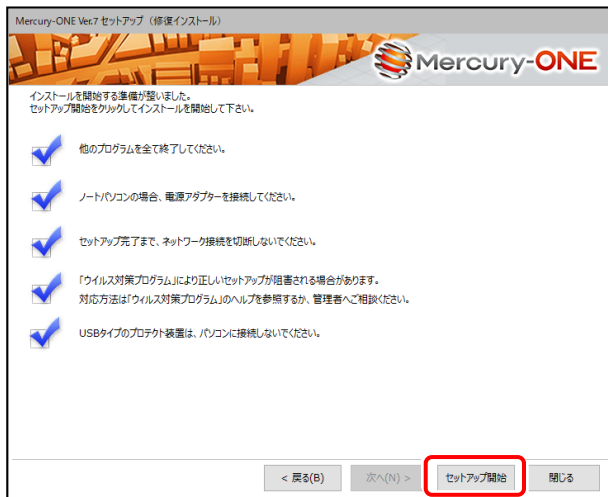 Mercury-ONE Ver.7 セットアップ（修復インストール）
Mercury-ONE
インストールを開始する準備が整いました。
セットアップ開始をクリックしてインストールを開始して下さい。
他のプログラムを全て終了してください。
ノートパソコンの場合、電源アダプターを接続してください。
セットアップ完了まで、ネットワーク接続を切断しないでください。
「ウイルス対策プログラム」により正しいセットアップが阻害される場合があります。
対応方法は「ウィルス対策プログラム」のヘルプを参照するか、管理者へご相談ください。
USBタイプのプロテクト装置は、パソコンに接続しないでください。
< 戻る(B) 次へ(N) > セットアップ開始 閉じる